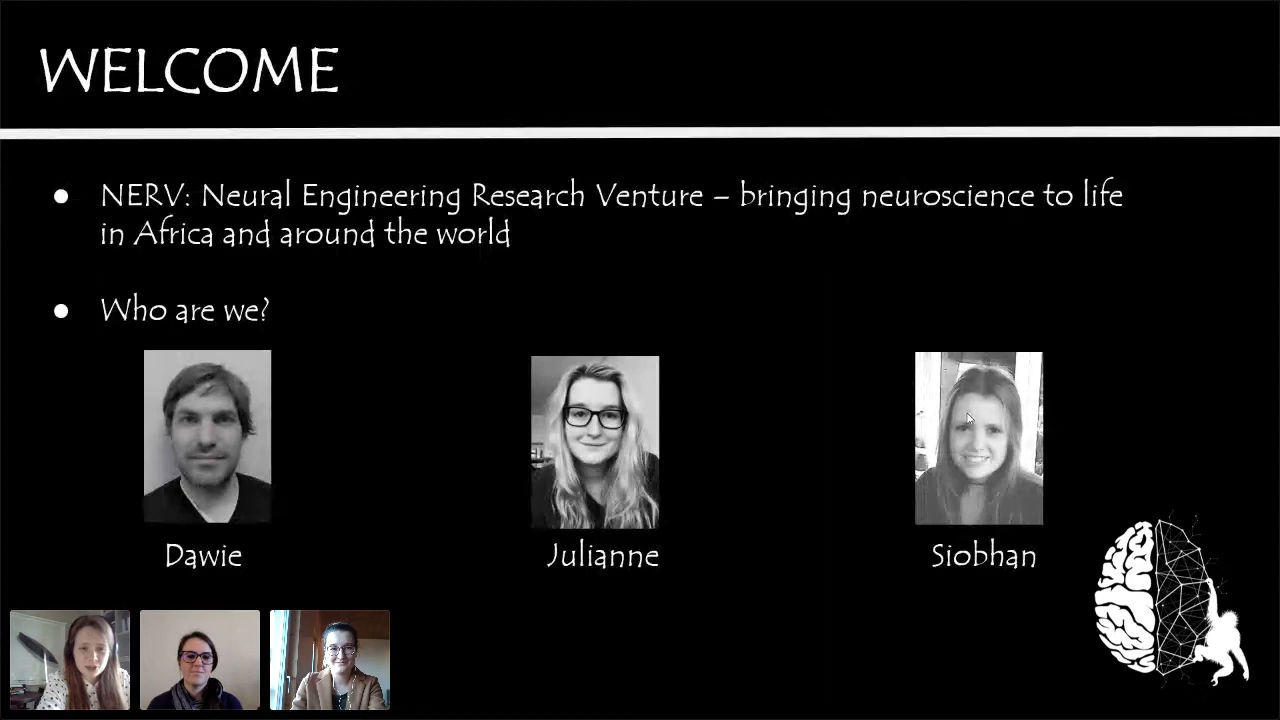 WELCOME
● NERV: Neural Engineering Research Venture – bringing neuroscience to life
in Africa and around the world
● Who are we?
Dawie
Julianne
Siobhan